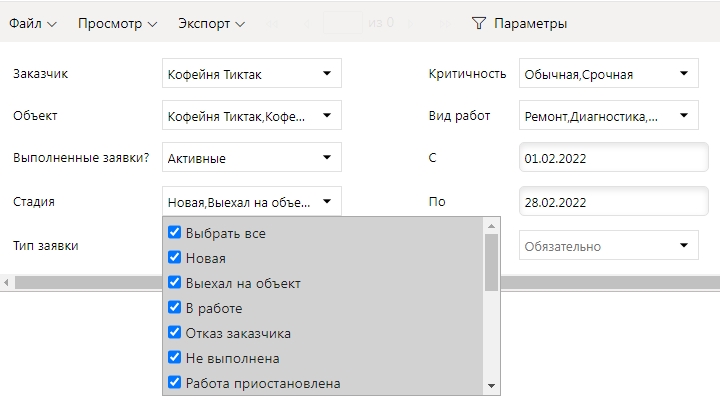 Файл Просмотр Экспорт из 0 Параметры
Заказчик Кофейня Тиктак Критичность Обычная,Срочная
Объект Кофейня Тиктак,Кофе... Вид работ Ремонт,Диагностика,...
Выполненные заявки? Активные С 01.02.2022
Стадия Новая,Выехал на объе... По 28.02.2022
Тип заявки Обязательно
Выбрать все
Новая
Выехал на объект
В работе
Отказ заказчика
Не выполнена
Работа приостановлена